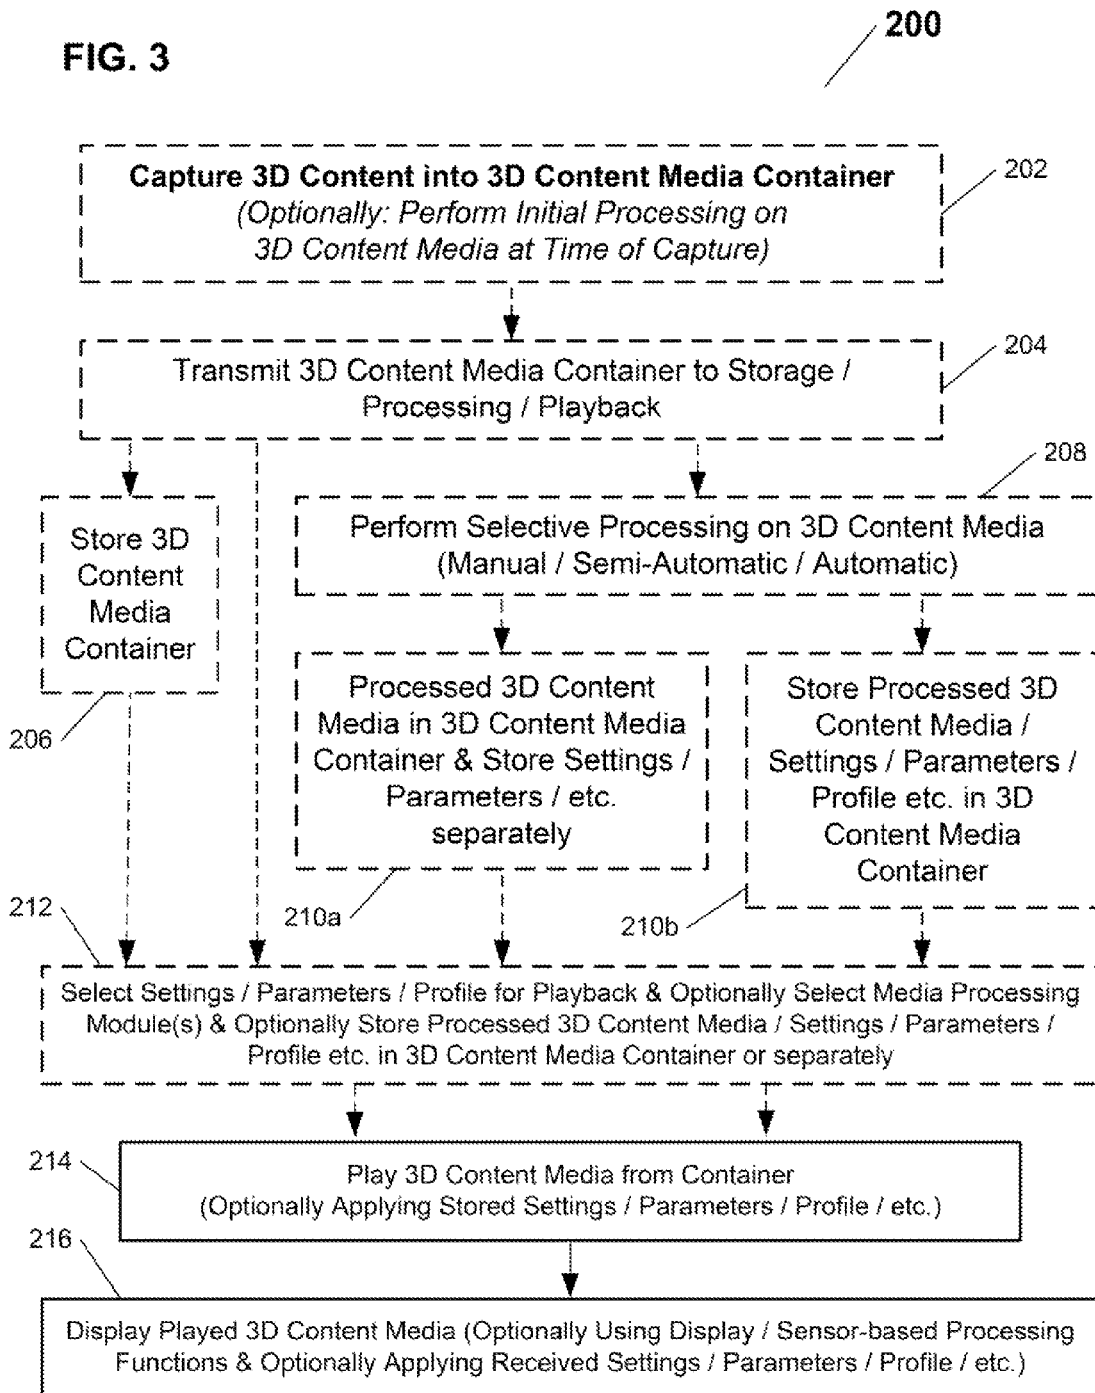 200
FIG. 3
Capture 3D Content into 3D Content Media Container
(Optionally: Perform Initial Processing on
3D Content Media at Time of Capture)
202
204
Transmit 3D Content Media Container to Storage /
Processing / Playback
208
Store 3D
Content
Media
Container
206
Perform Selective Processing on 3D Content Media
(Manual / Semi-Automatic / Automatic)
Processed 3D Content
Media in 3D Content Media
Container & Store Settings /
Parameters / etc.
separately
210a
Store Processed 3D
Content Media /
Settings / Parameters /
Profile etc. in 3D
Content Media
Container
210b
212
Select Settings / Parameters / Profile for Playback & Optionally Select Media Processing
Module(s) & Optionally Store Processed 3D Content Media / Settings / Parameters /
Profile etc. in 3D Content Media Container or separately
214
Play 3D Content Media from Container
(Optionally Applying Stored Settings / Parameters / Profile / etc.)
216
Display Played 3D Content Media (Optionally Using Display / Sensor-based Processing
Functions & Optionally Applying Received Settings / Parameters / Profile / etc.)